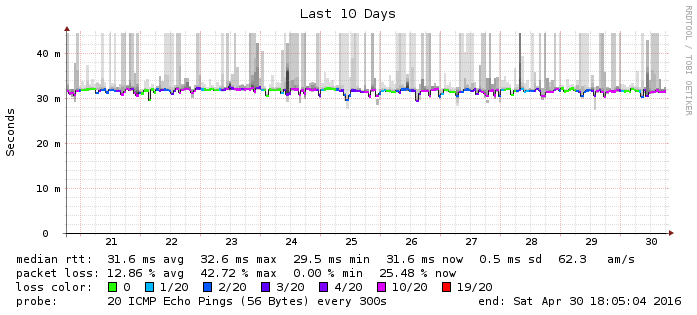 Last 10 Days
RRDTOOL / TOBI OETIKER
Seconds
40 m
30 m
20 m
10 m
0
21 22 23 24 25 26 27 28 29 30
median rtt: 31.6 ms avg 32.6 ms max 29.5 ms min 31.6 ms now 0.5 ms sd 62.3 am/s
packet loss: 12.86 % avg 42.72 % max 0.00 % min 25.48 % now
loss color: 0 1/20 2/20 3/20 4/20 10/20 19/20
probe: 20 ICMP Echo Pings (56 Bytes) every 300s end: Sat Apr 30 18:05:04 2016